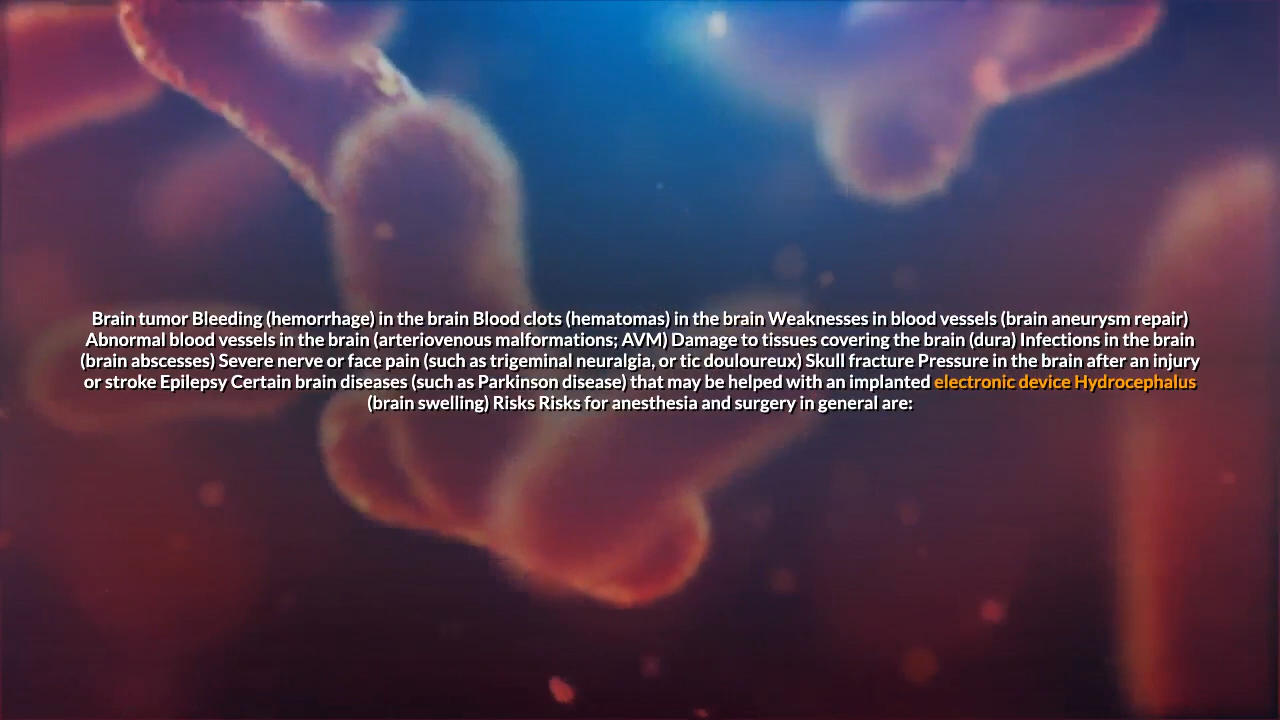 Brain tumor Bleeding (hemorrhage) in the brain Blood clots (hematomas) in the brain Weaknesses in blood vessels (brain aneurysm repair)
Abnormal blood vessels in the brain (arteriovenous malformations; AVM) Damage to tissues covering the brain (dura) Infections in the brain
(brain abscesses) Severe nerve or face pain (such as trigeminal neuralgia, or tic douloureux) Skull fracture Pressure in the brain after an injury
or stroke Epilepsy Certain brain diseases (such as Parkinson disease) that may be helped with an implanted electronic device Hydrocephalus
(brain swelling) Risks Risks for anesthesia and surgery in general are: